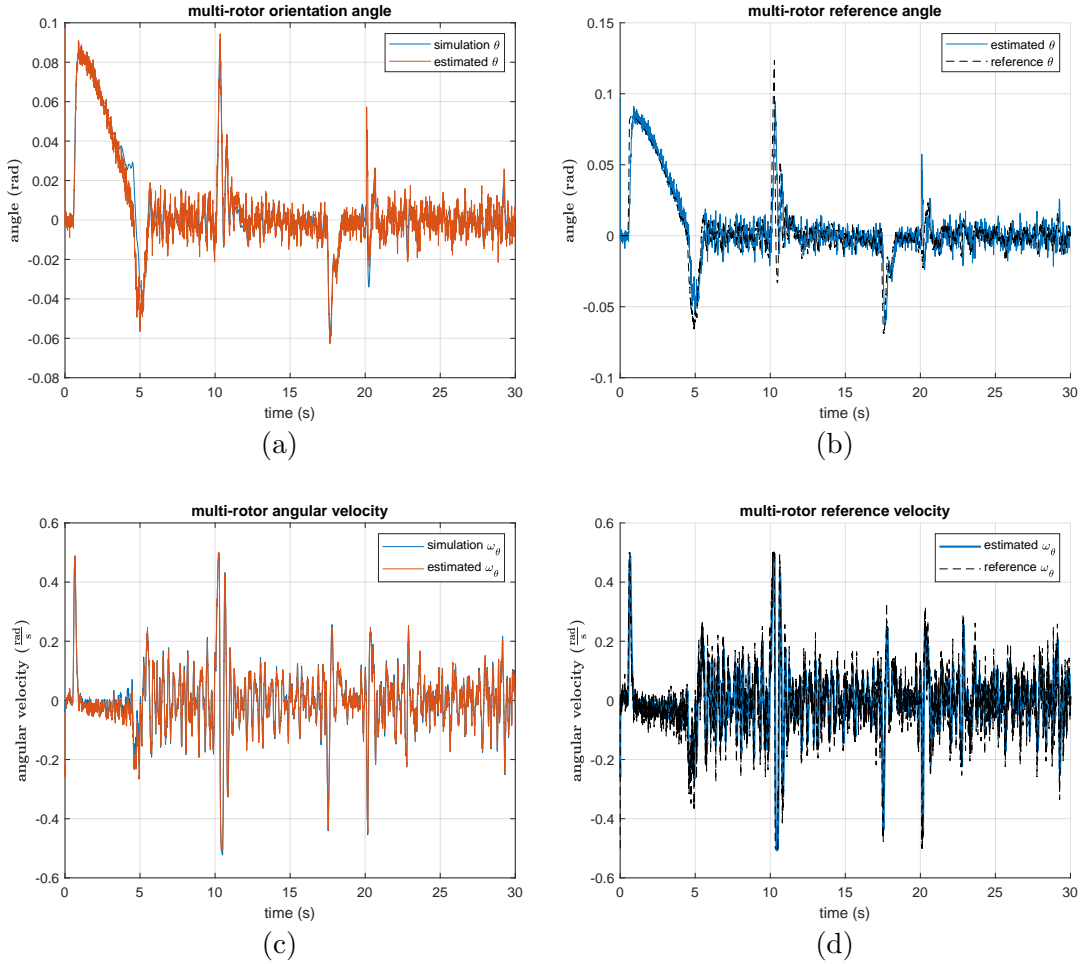 multi-rotor orientation angle
simulation θ
estimated θ
0.1
0.08
0.06
0.04
0.02
0
-0.02
-0.04
-0.06
-0.08
angle (rad)
0 5 10 15 20 25 30
time (s)
(a)
multi-rotor reference angle
estimated θ
reference θ
0.15
0.1
0.05
0
-0.05
-0.1
angle (rad)
0 5 10 15 20 25 30
time (s)
(b)
multi-rotor angular velocity
simulation ω_θ
estimated ω_θ
0.6
0.4
0.2
0
-0.2
-0.4
-0.6
angular velocity (rad/s)
0 5 10 15 20 25 30
time (s)
(c)
multi-rotor reference velocity
estimated ω_θ
reference ω_θ
0.6
0.4
0.2
0
-0.2
-0.4
-0.6
angular velocity (rad/s)
0 5 10 15 20 25 30
time (s)
(d)